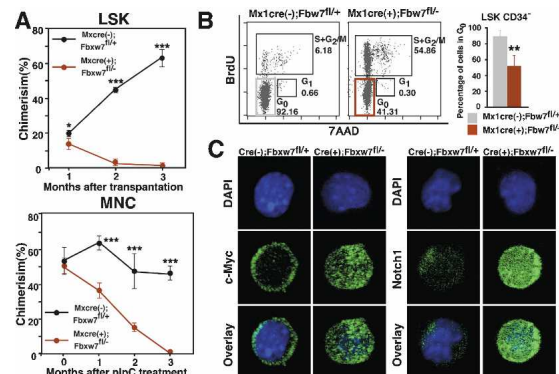 A
LSK
Mxcre(-);
Fbxw7fl/+
Mxcre(+);
Fbxw7fl/-
***
***
*
Chimerisim(%)
80
60
40
20
0
1 2 3
Months after transpantation
MNC
***
***
***
Chimerisim(%)
80
60
40
20
0
Mxcre(-);
Fbxw7fl/+
Mxcre(+);
Fbxw7fl/-
0 1 2 3
Months after pIpC treatment
B
Mx1cre(-);Fbw7fl/+
Mx1cre(+);Fbw7fl/-
S+G2/M
6.18
G1
0.66
G0
92.16
S+G2/M
54.86
G1
0.30
G0
41.31
BrdU
7AAD
LSK CD34-
Percentage of cells in G0
100
80
60
40
20
0
**
Mx1cre(-);Fbxw7fl/+
Mx1cre(+);Fbxw7fl/-
C
Cre(-);Fbxw7fl/+
Cre(+);Fbxw7fl/-
Cre(-);Fbxw7fl/+
Cre(+);Fbxw7fl/-
DAPI
c-Myc
Overlay
DAPI
Notch1
Overlay